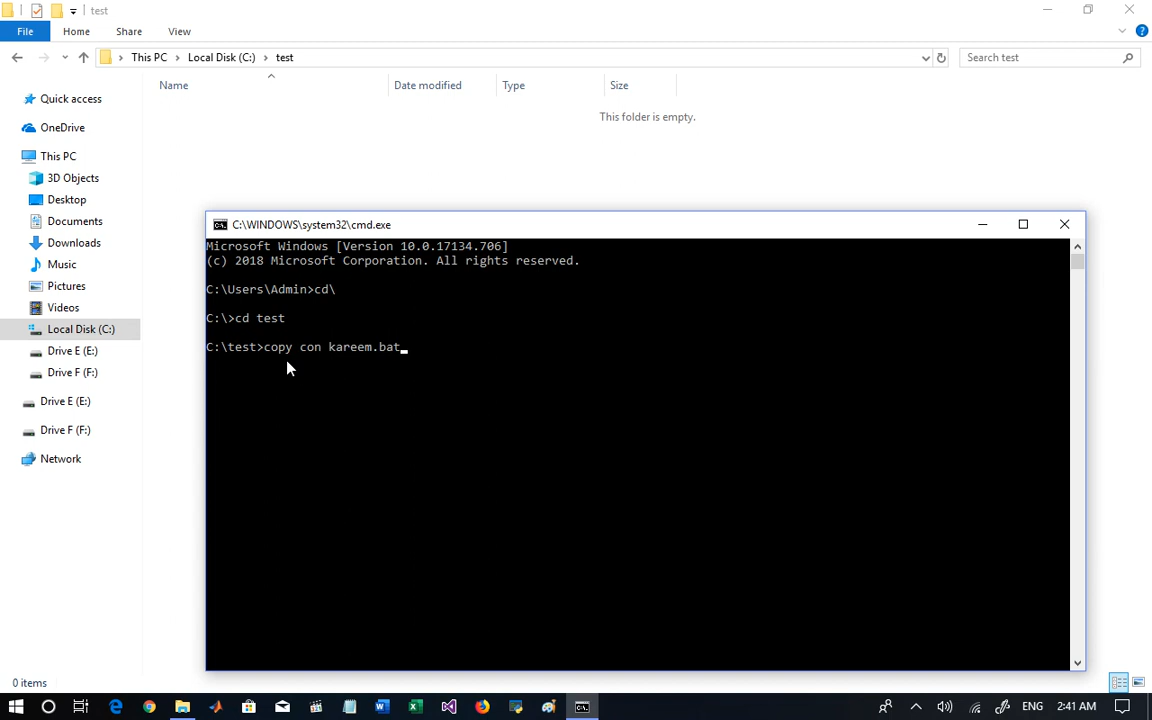 test
File Home Share View
This PC Local Disk (C:) test
Search test
Name Date modified Type Size
This folder is empty.
Quick access
OneDrive
This PC
3D Objects
Desktop
Documents
Downloads
Music
Pictures
Videos
Local Disk (C:)
Drive E (E:)
Drive F (F:)
Drive E (E:)
Drive F (F:)
Network
C:\WINDOWS\system32\cmd.exe
Microsoft Windows [Version 10.0.17134.706]
(c) 2018 Microsoft Corporation. All rights reserved.
C:\Users\Admin>cd\
C:\>cd test
C:\test>copy con kareem.bat_
0 items
ENG 2:41 AM